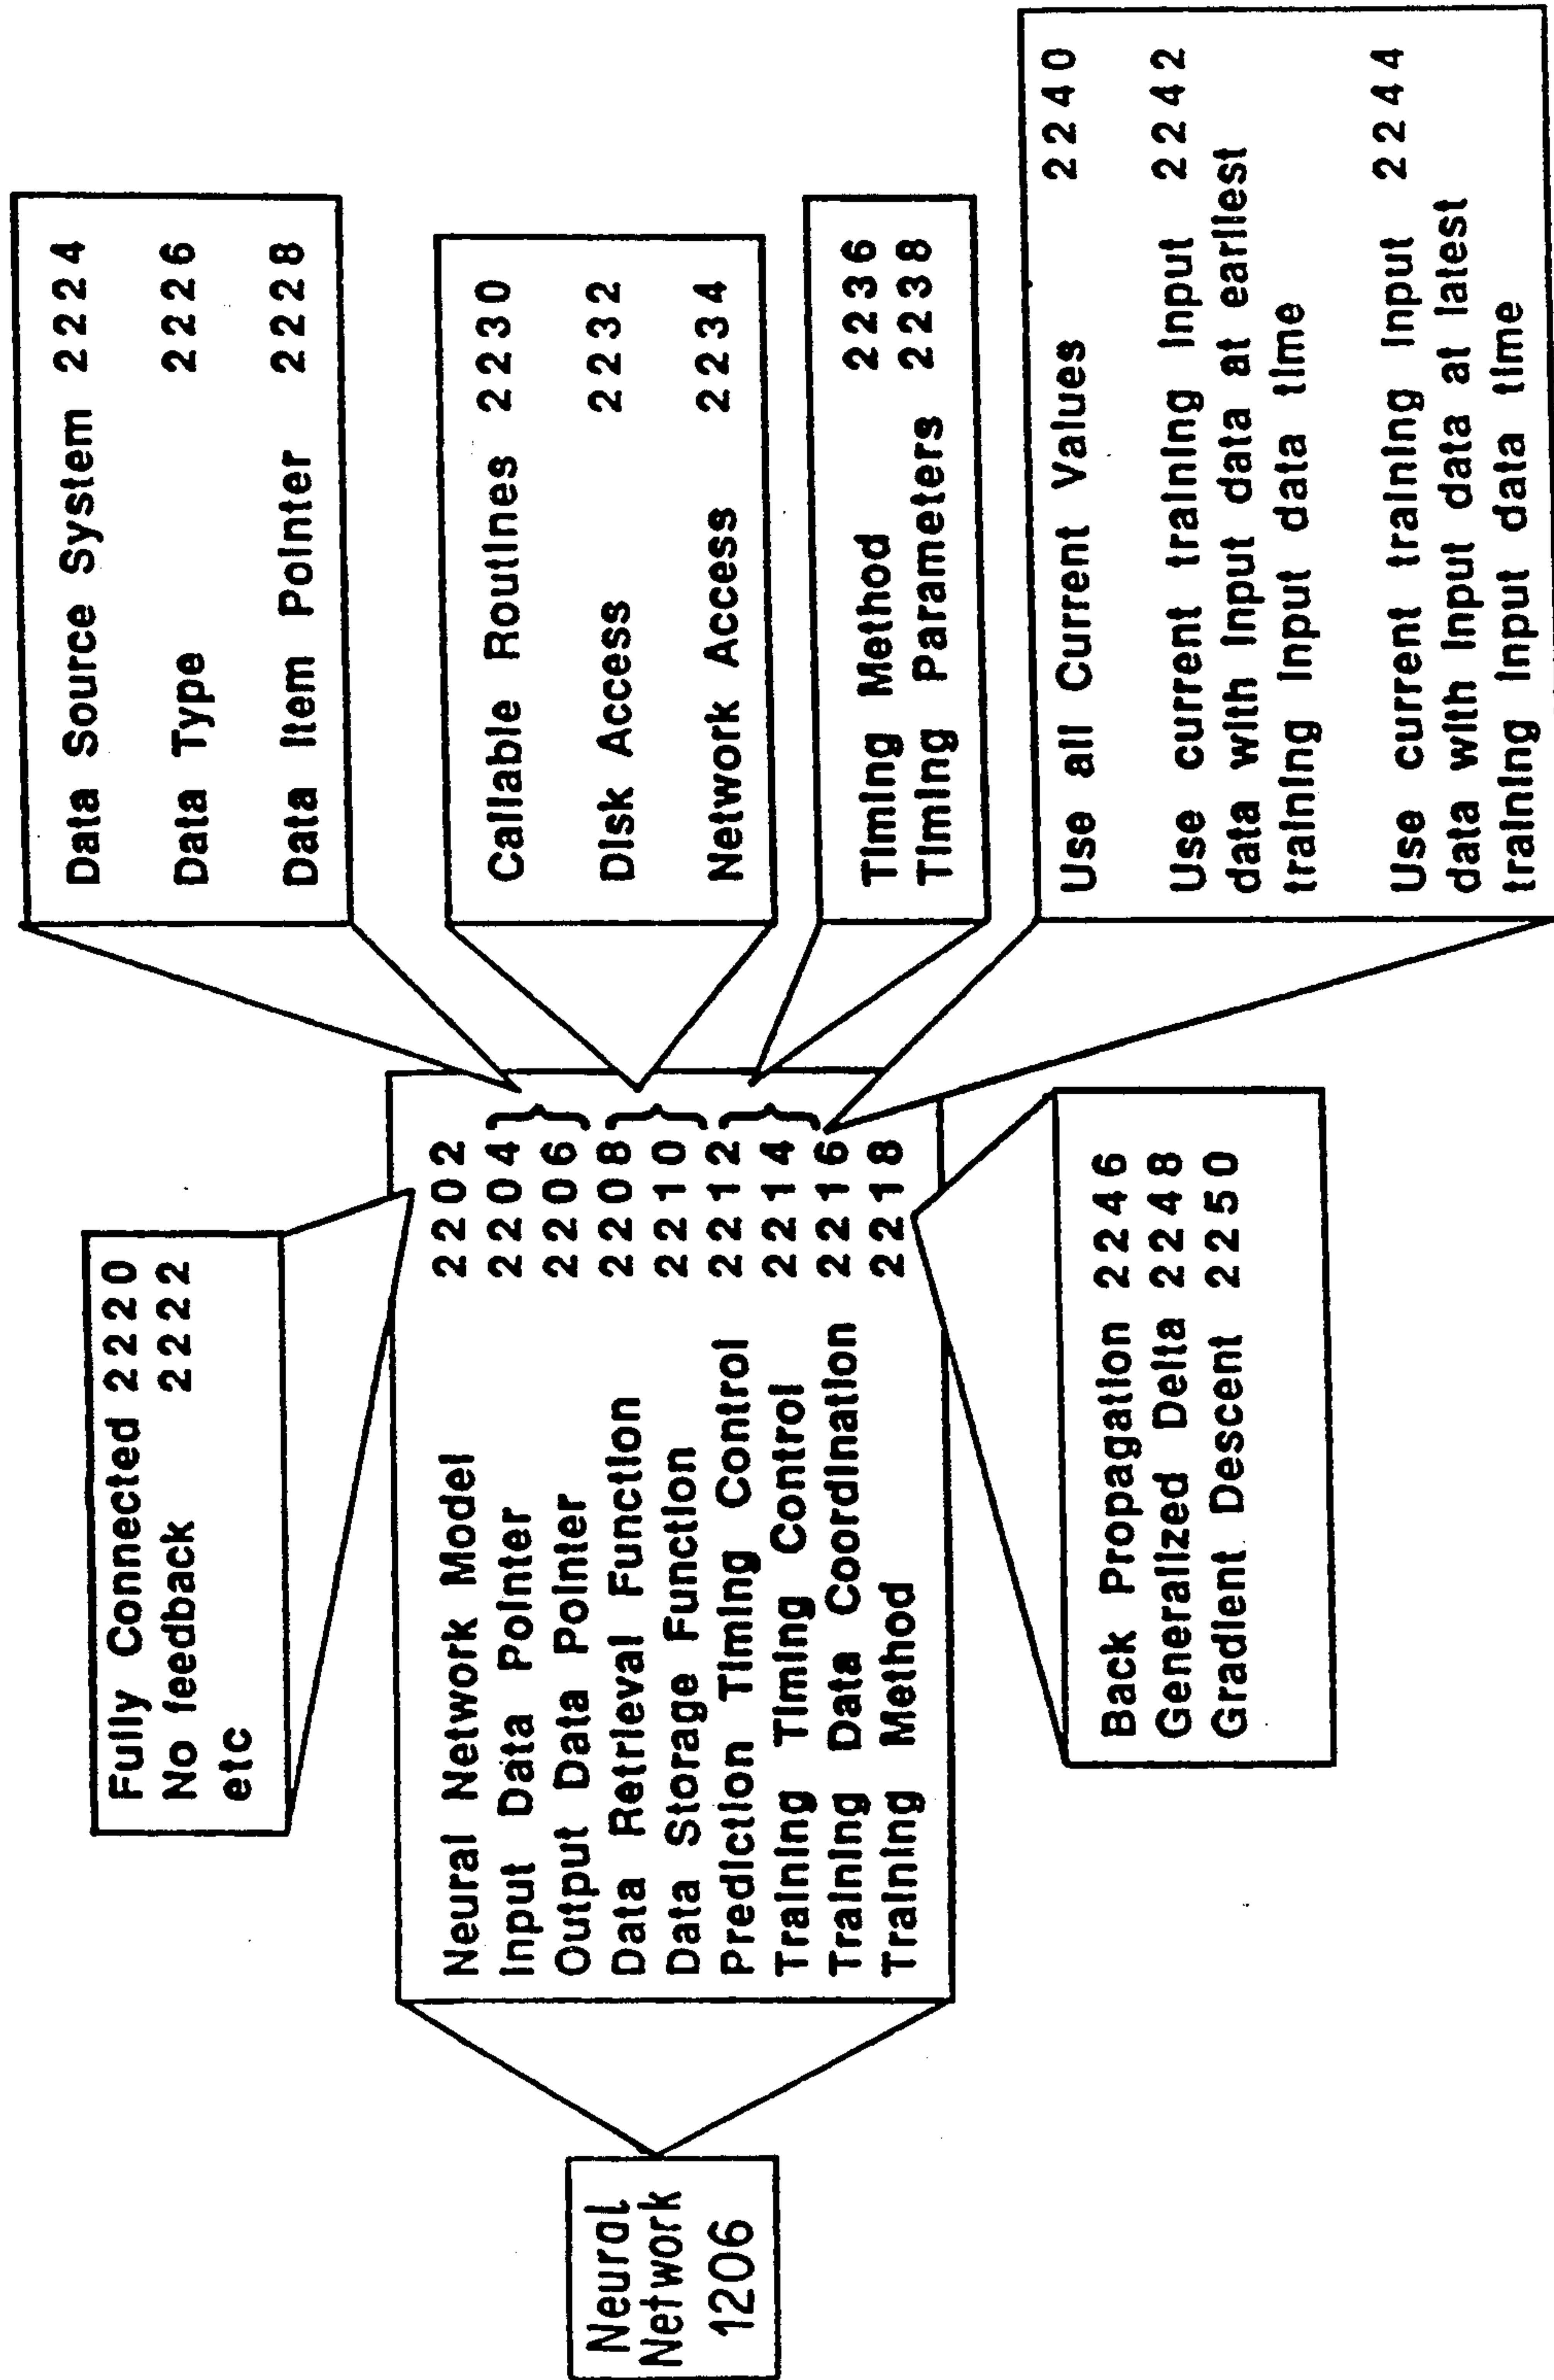 Neural
Network
1206
Fully Connected 2220
No feedback 2222
etc
Neural Network Model 2202
Input Data Pointer 2204
Output Data Pointer 2206
Data Retrieval Function 2208
Data Storage Function 2210
Prediction Timing Control 2212
Training Timing Control 2214
Training Data Coordination 2216
Training Method 2218
Back Propagation 2246
Generalized Delta 2248
Gradient Descent 2250
Data Source System 2224
Data Type 2226
Data Item Pointer 2228
Callable Routines 2230
Disk Access 2232
Network Access 2234
Timing Method 2236
Timing Parameters 2238
Use all Current Values 2240
Use current training input 2242
data with input data at earliest
training input data time
Use current training input 2244
data with input data at latest
training input data time